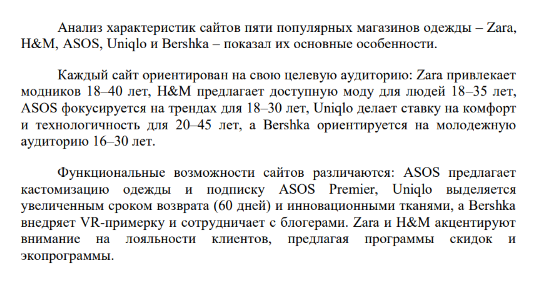 Анализ характеристик сайтов пяти популярных магазинов одежды – Zara,
H&M, ASOS, Uniqlo и Bershka – показал их основные особенности.
Каждый сайт ориентирован на свою целевую аудиторию: Zara привлекает
модников 18–40 лет, H&M предлагает доступную моду для людей 18–35 лет,
ASOS фокусируется на трендах для 18–30 лет, Uniqlo делает ставку на комфорт
и технологичность для 20–45 лет, а Bershka ориентируется на молодежную
аудиторию 16–30 лет.
Функциональные возможности сайтов различаются: ASOS предлагает
кастомизацию одежды и подписку ASOS Premier, Uniqlo выделяется
увеличенным сроком возврата (60 дней) и инновационными тканями, а Bershka
внедряет VR-примерку и сотрудничает с блогерами. Zara и H&M акцентируют
внимание на лояльности клиентов, предлагая программы скидок и
экопрограммы.